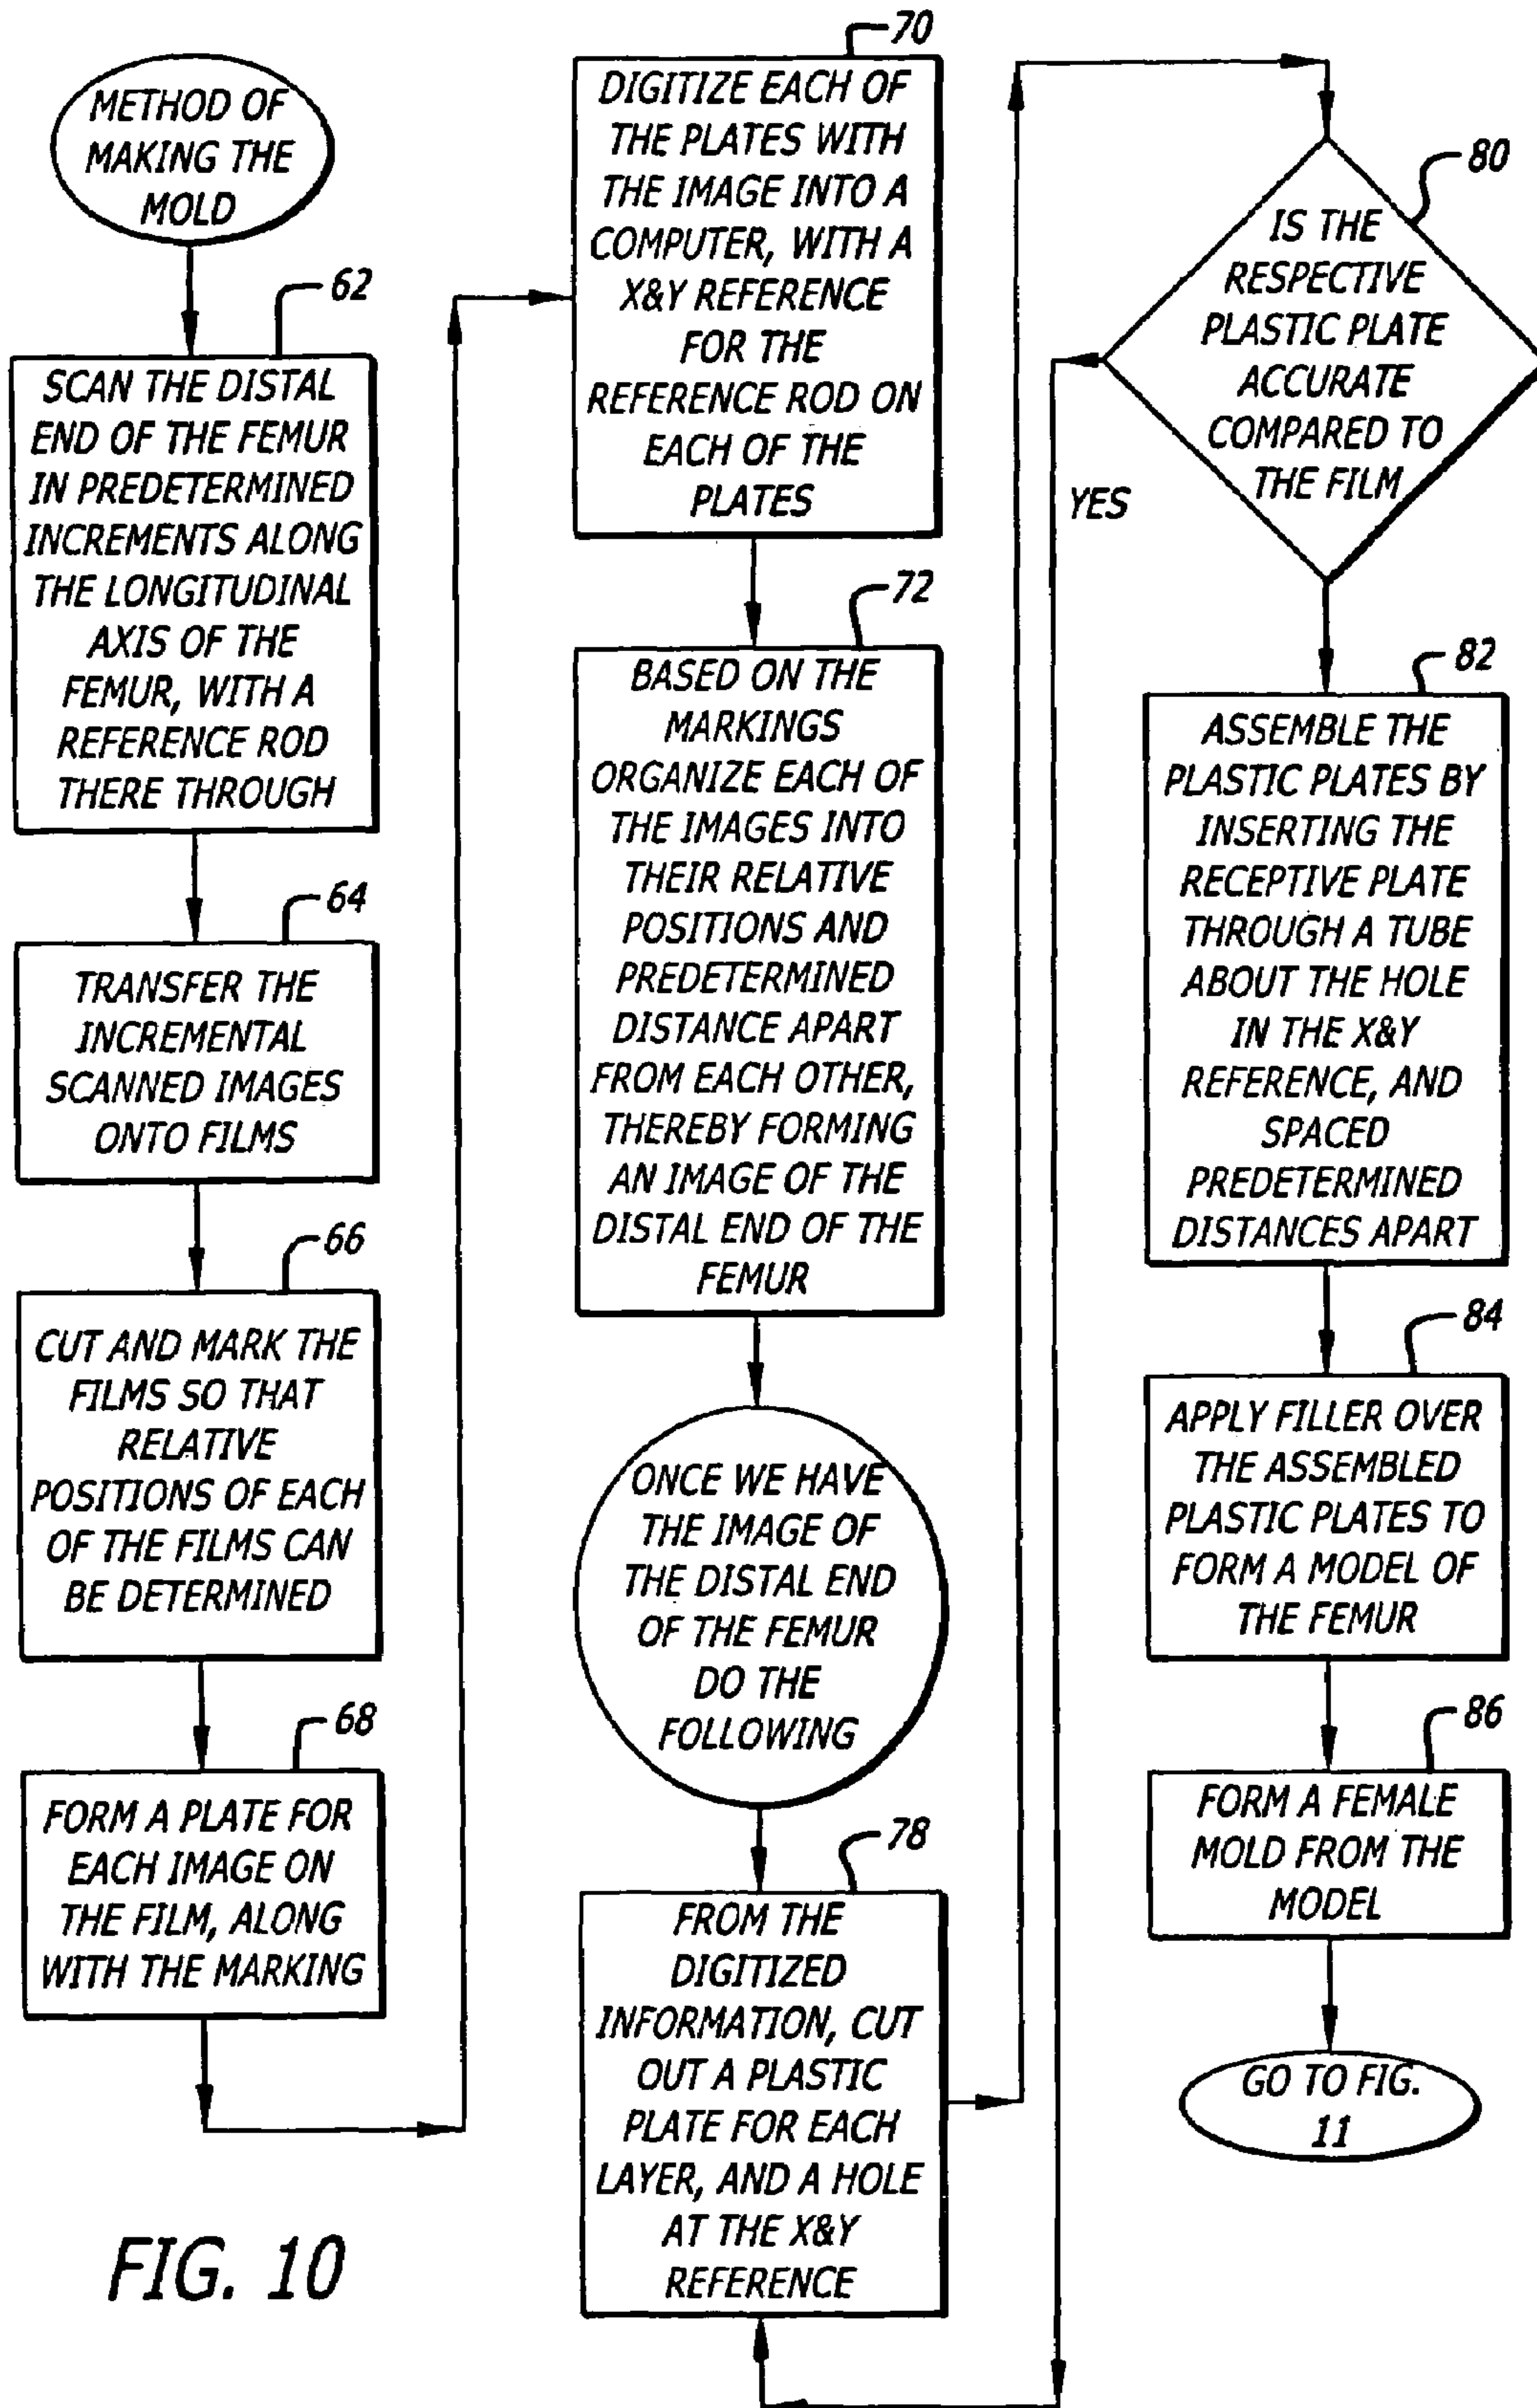 METHOD OF
MAKING THE
MOLD
62
SCAN THE DISTAL
END OF THE FEMUR
IN PREDETERMINED
INCREMENTS ALONG
THE LONGITUDINAL
AXIS OF THE
FEMUR, WITH A
REFERENCE ROD
THERE THROUGH
64
TRANSFER THE
INCREMENTAL
SCANNED IMAGES
ONTO FILMS
66
CUT AND MARK THE
FILMS SO THAT
RELATIVE
POSITIONS OF EACH
OF THE FILMS CAN
BE DETERMINED
68
FORM A PLATE FOR
EACH IMAGE ON
THE FILM, ALONG
WITH THE MARKING
70
DIGITIZE EACH OF
THE PLATES WITH
THE IMAGE INTO A
COMPUTER, WITH A
X&Y REFERENCE
FOR THE
REFERENCE ROD ON
EACH OF THE
PLATES
72
BASED ON THE
MARKINGS
ORGANIZE EACH OF
THE IMAGES INTO
THEIR RELATIVE
POSITIONS AND
PREDETERMINED
DISTANCE APART
FROM EACH OTHER,
THEREBY FORMING
AN IMAGE OF THE
DISTAL END OF THE
FEMUR
ONCE WE HAVE
THE IMAGE OF
THE DISTAL END
OF THE FEMUR
DO THE
FOLLOWING
78
FROM THE
DIGITIZED
INFORMATION, CUT
OUT A PLASTIC
PLATE FOR EACH
LAYER, AND A HOLE
AT THE X&Y
REFERENCE
80
IS THE
RESPECTIVE
PLASTIC PLATE
ACCURATE
COMPARED TO
THE FILM
YES
82
ASSEMBLE THE
PLASTIC PLATES BY
INSERTING THE
RECEPTIVE PLATE
THROUGH A TUBE
ABOUT THE HOLE
IN THE X&Y
REFERENCE, AND
SPACED
PREDETERMINED
DISTANCES APART
84
APPLY FILLER OVER
THE ASSEMBLED
PLASTIC PLATES TO
FORM A MODEL OF
THE FEMUR
86
FORM A FEMALE
MOLD FROM THE
MODEL
GO TO FIG.
11
FIG. 10